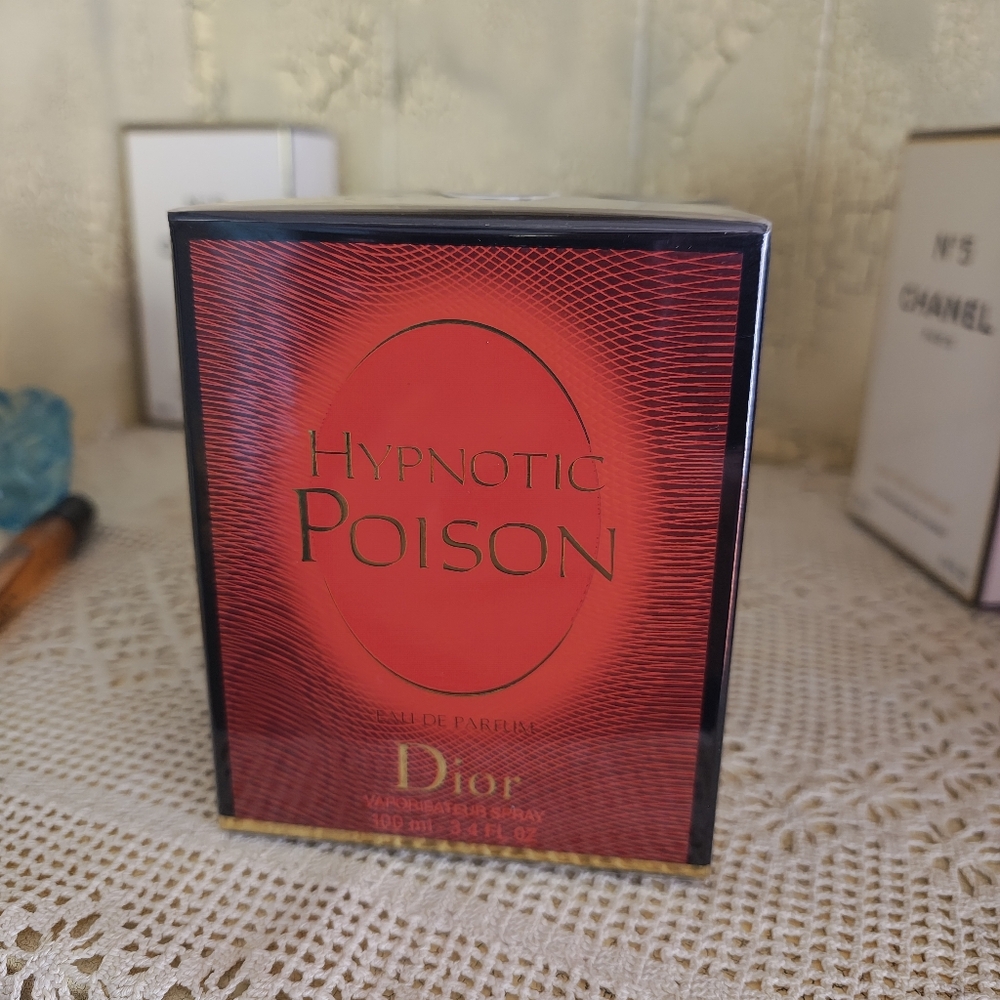 HYPNOTIC
POISON
EAU DE PARFUM
Dior
VAPORISATEUR SPRAY
100 ml 3.4 FL OZ
N°5
CHANEL